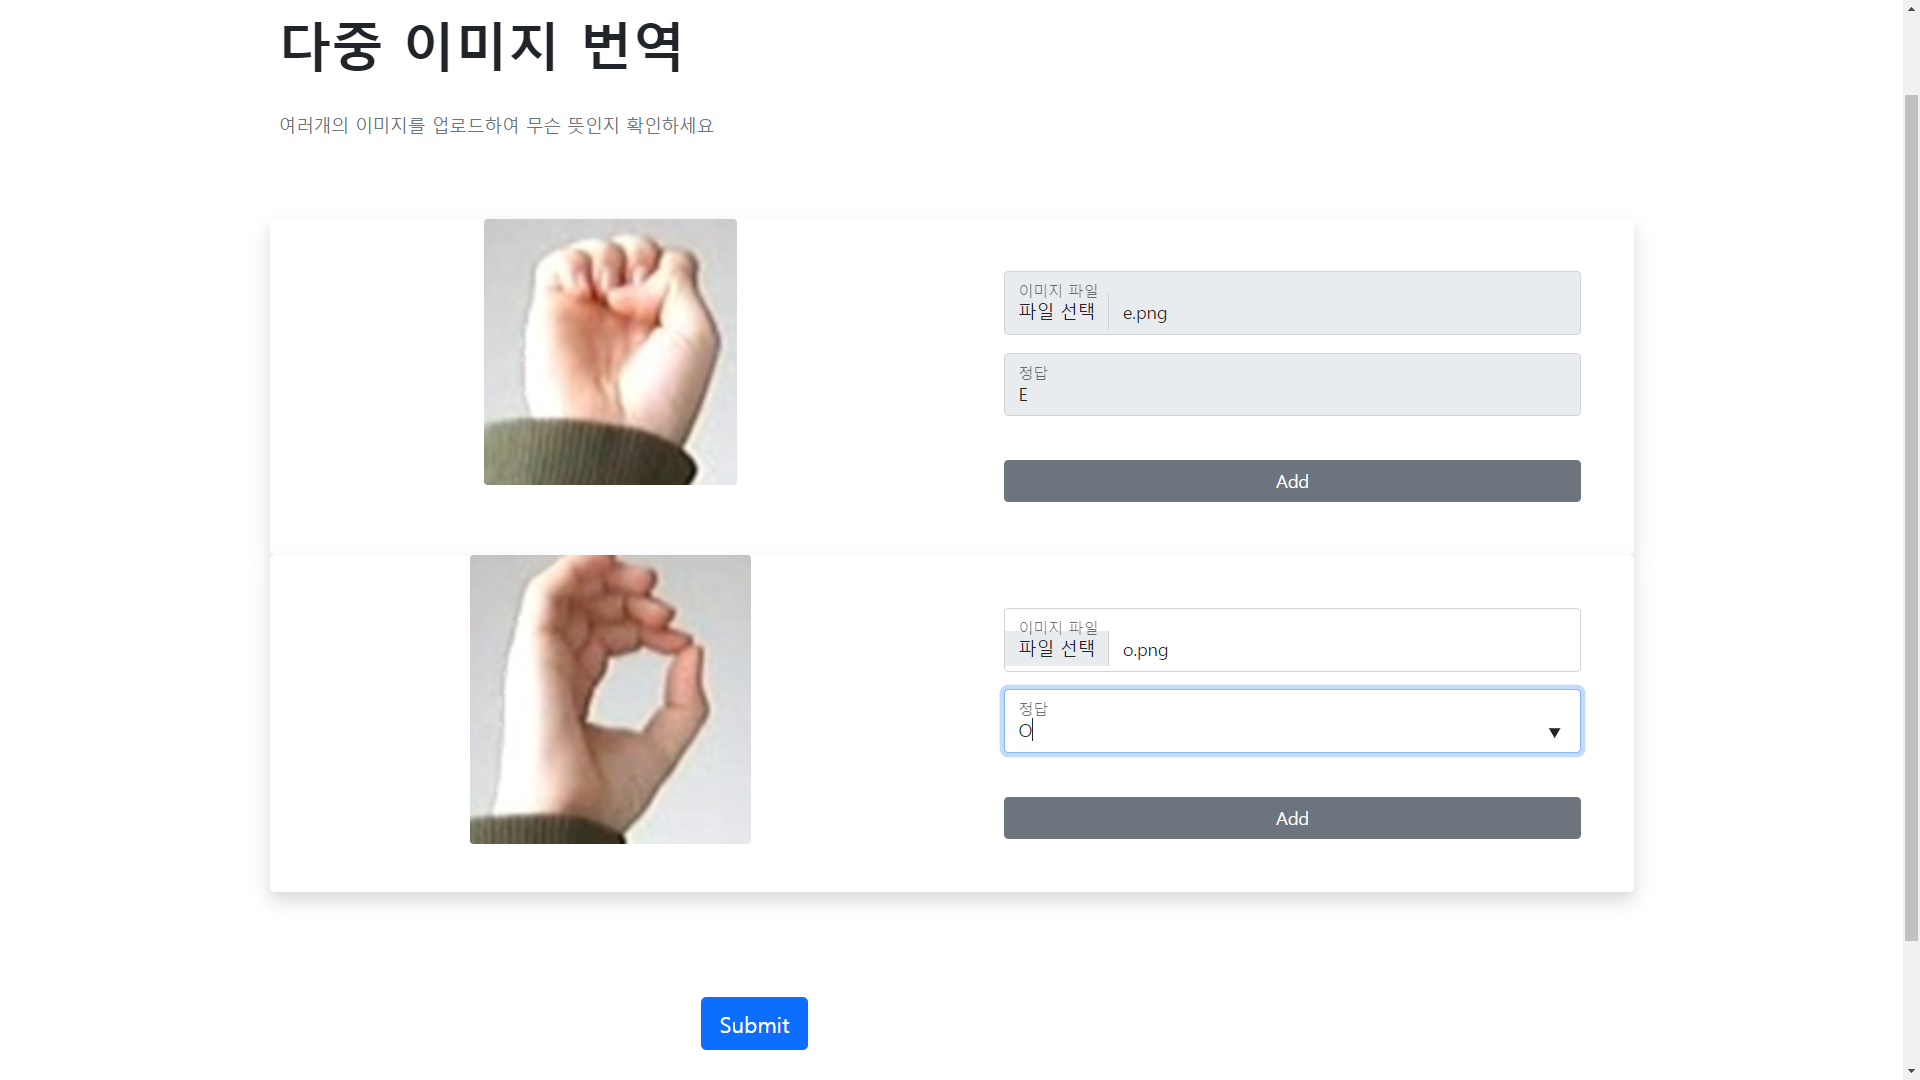 다중 이미지 번역
여러개의 이미지를 업로드하여 무슨 뜻인지 확인하세요
이미지 파일
파일 선택 e.png
정답
E
Add
이미지 파일
파일 선택 o.png
정답
O
Add
Submit